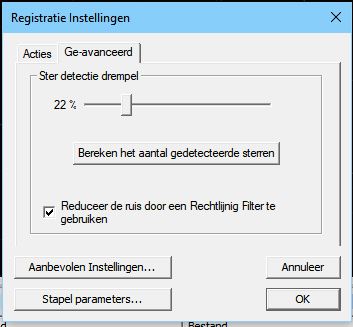 Registratie Instellingen
Acties
Ge-avanceerd
Ster detectie drempel
22 %
Bereken het aantal gedetecteerde sterren
Reduceer de ruis door een Rechtlijnig Filter te
gebruiken
Aanbevolen Instellingen...
Annuleer
Stapel parameters...
OK
Bestand